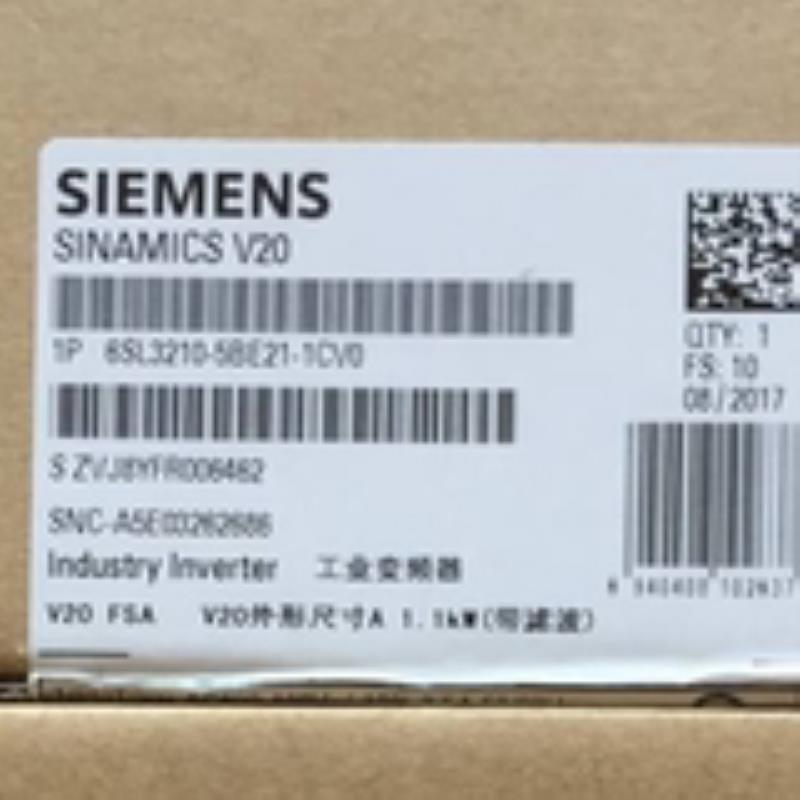 SIEMENS
SINAMICS V20
1P 6SL3210-5BE21-1CV0
QTY: 1
FS: 10
08/2017
SNC-A5E03262686
Industry Inverter 工业变频器
V20 FSA V20外形尺寸A 1.1kW(带滤波)